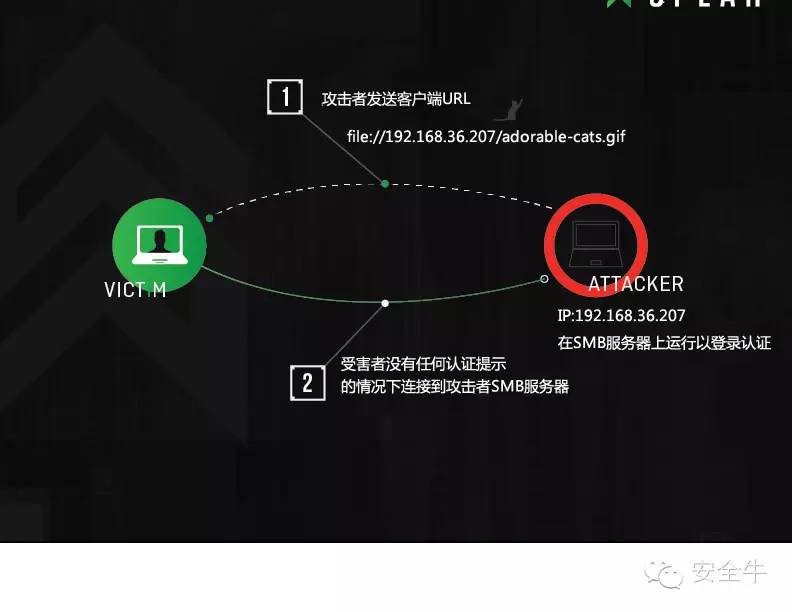 1
攻击者发送客户端URL
file://192.168.36.207/adorable-cats.gif
VICTIM
ATTACKER
IP:192.168.36.207
在SMB服务器上运行以登录认证
2
受害者没有任何认证提示
的情况下连接到攻击者SMB服务器
安全牛